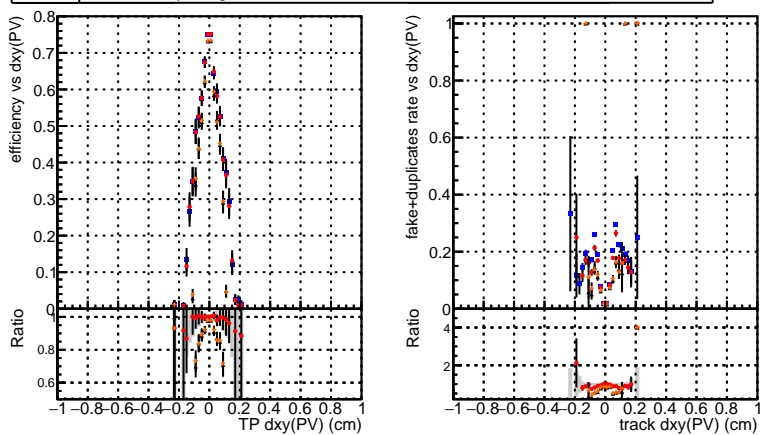 efficiency vs dxy(PV)
0.8
0.7
0.6
0.5
0.4
0.3
0.2
0.1
0
Ratio
1
0.8
0.6
−1 −0.8 −0.6 −0.4 −0.2 0 0.2 0.4 0.6 0.8 1
TP dxy(PV) (cm)
fake+duplicates rate vs dxy(PV)
1
0.8
0.6
0.4
0.2
0
Ratio
4
2
−1 −0.8 −0.6 −0.4 −0.2 0 0.2 0.4 0.6 0.8 1
track dxy(PV) (cm)